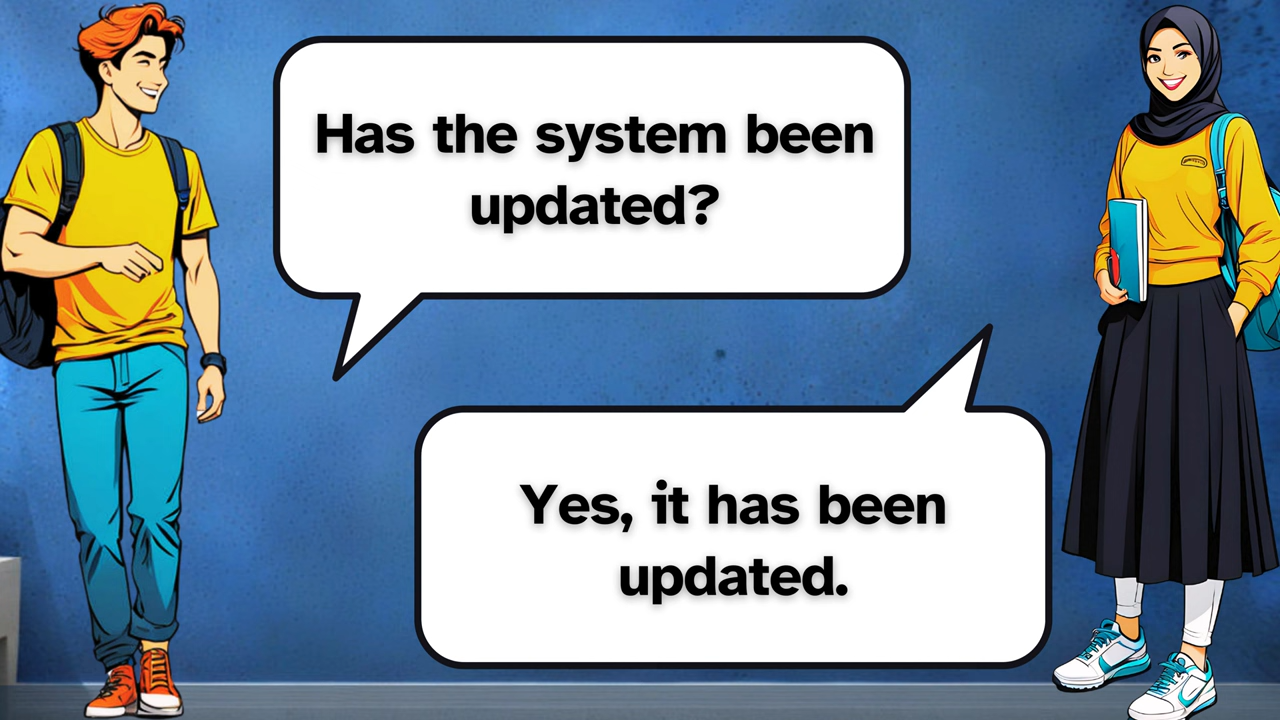 Has the system been
updated?
Yes, it has been
updated.